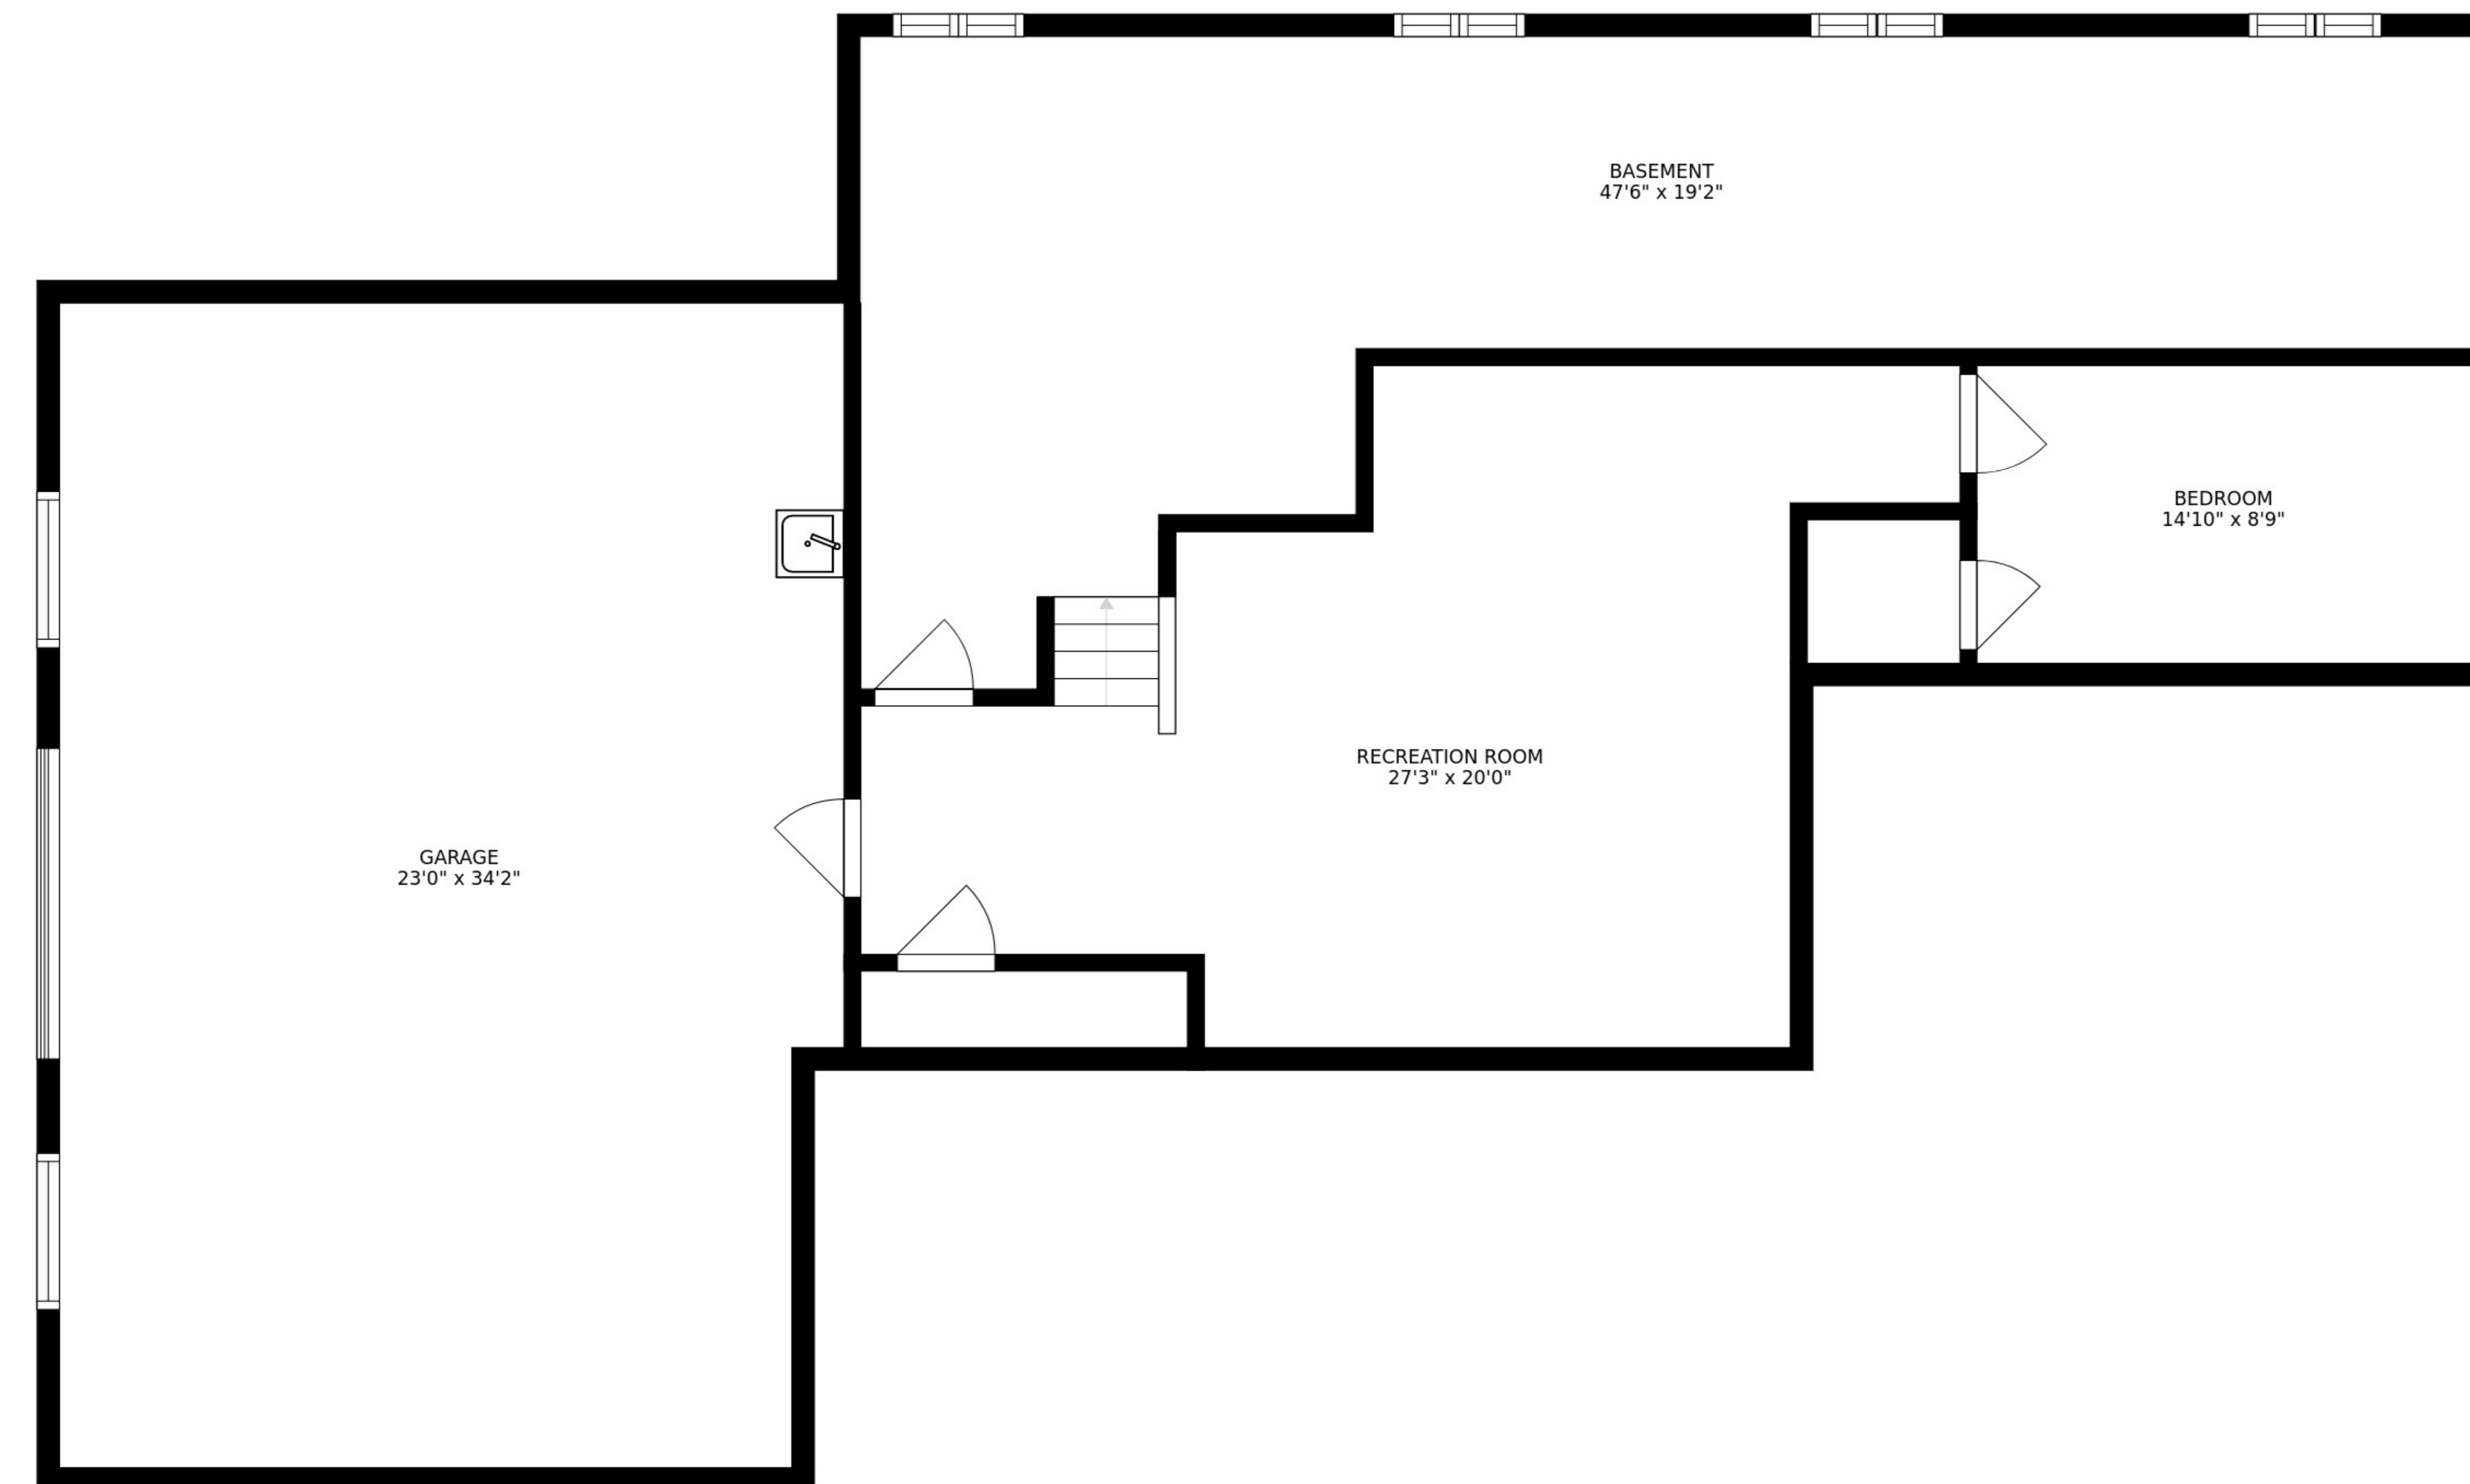 BASEMENT
47'6" x 19'2"
BEDROOM
14'10" x 8'9"
RECREATION ROOM
27'3" x 20'0"
GARAGE
23'0" x 34'2"